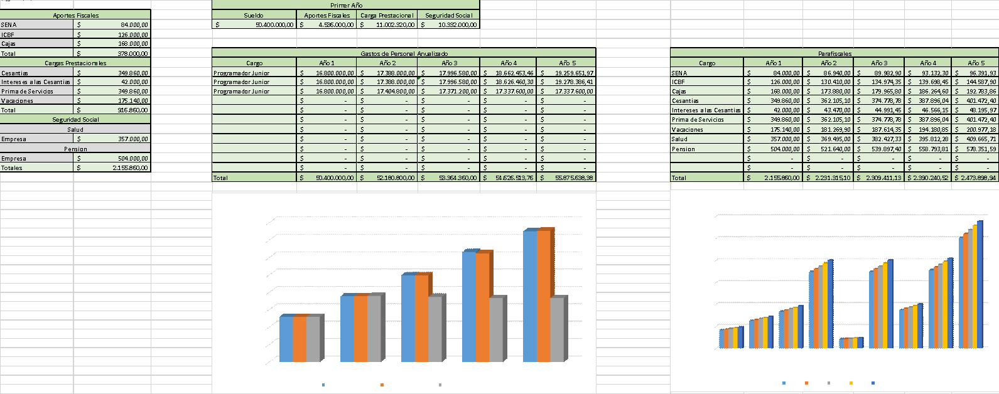 Primer Año
Sueldo Aportes Fiscales Carga Prestacional Seguridad Social
$ 50.400.000,00 $ 4.536.000,00 $ 11.002.320,00 $ 10.332.000,00
Aportes Fiscales
SENA $ 84.000,00
ICBF $ 126.000,00
Cajas $ 168.000,00
Total $ 378.000,00
Cargas Prestacionales
Cesantias $ 349.860,00
Intereses a las Cesantias $ 42.000,00
Prima de Servicios $ 349.860,00
Vacaciones $ 175.140,00
Total $ 916.860,00
Seguridad Social
Salud
Empresa $ 357.000,00
Pension
Empresa $ 504.000,00
Totales $ 2.155.860,00
Gastos de Personal Anualizado
Cargo Año 1 Año 2 Año 3 Año 4 Año 5
Programador Junior $ 16.800.000,00 $ 17.388.000,00 $ 17.996.580,00 $ 18.662.453,46 $ 19.259.651,97
Programador Junior $ 16.800.000,00 $ 17.388.000,00 $ 17.996.580,00 $ 18.626.460,30 $ 19.278.386,41
Programador Junior $ 16.800.000,00 $ 17.404.800,00 $ 17.371.200,00 $ 17.337.600,00 $ 17.337.600,00
$ - $ - $ - $ - $ -
$ - $ - $ - $ - $ -
$ - $ - $ - $ - $ -
$ - $ - $ - $ - $ -
$ - $ - $ - $ - $ -
$ - $ - $ - $ - $ -
$ - $ - $ - $ - $ -
$ - $ - $ - $ - $ -
Total $ 50.400.000,00 $ 52.180.800,00 $ 53.364.360,00 $ 54.626.513,76 $ 55.875.638,38
Parafiscales
Cargo Año 1 Año 2 Año 3 Año 4 Año 5
SENA $ 84.000,00 $ 86.940,00 $ 89.982,90 $ 93.132,30 $ 96.391,93
ICBF $ 126.000,00 $ 130.410,00 $ 134.974,35 $ 139.698,45 $ 144.587,90
Cajas $ 168.000,00 $ 173.880,00 $ 179.965,80 $ 186.264,60 $ 192.783,86
Cesantias $ 349.860,00 $ 362.105,10 $ 374.778,78 $ 387.896,04 $ 401.472,40
Intereses a las Cesantias $ 42.000,00 $ 43.470,00 $ 44.991,45 $ 46.566,15 $ 48.195,97
Prima de Servicios $ 349.860,00 $ 362.105,10 $ 374.778,78 $ 387.896,04 $ 401.472,40
Vacaciones $ 175.140,00 $ 181.269,90 $ 187.614,35 $ 194.180,85 $ 200.977,18
Salud $ 357.000,00 $ 369.495,00 $ 382.427,33 $ 395.812,28 $ 409.665,71
Pension $ 504.000,00 $ 521.640,00 $ 539.897,40 $ 558.793,81 $ 578.351,59
$ - $ - $ - $ - $ -
$ - $ - $ - $ - $ -
Total $ 2.155.860,00 $ 2.231.315,10 $ 2.309.411,13 $ 2.390.240,52 $ 2.473.898,94